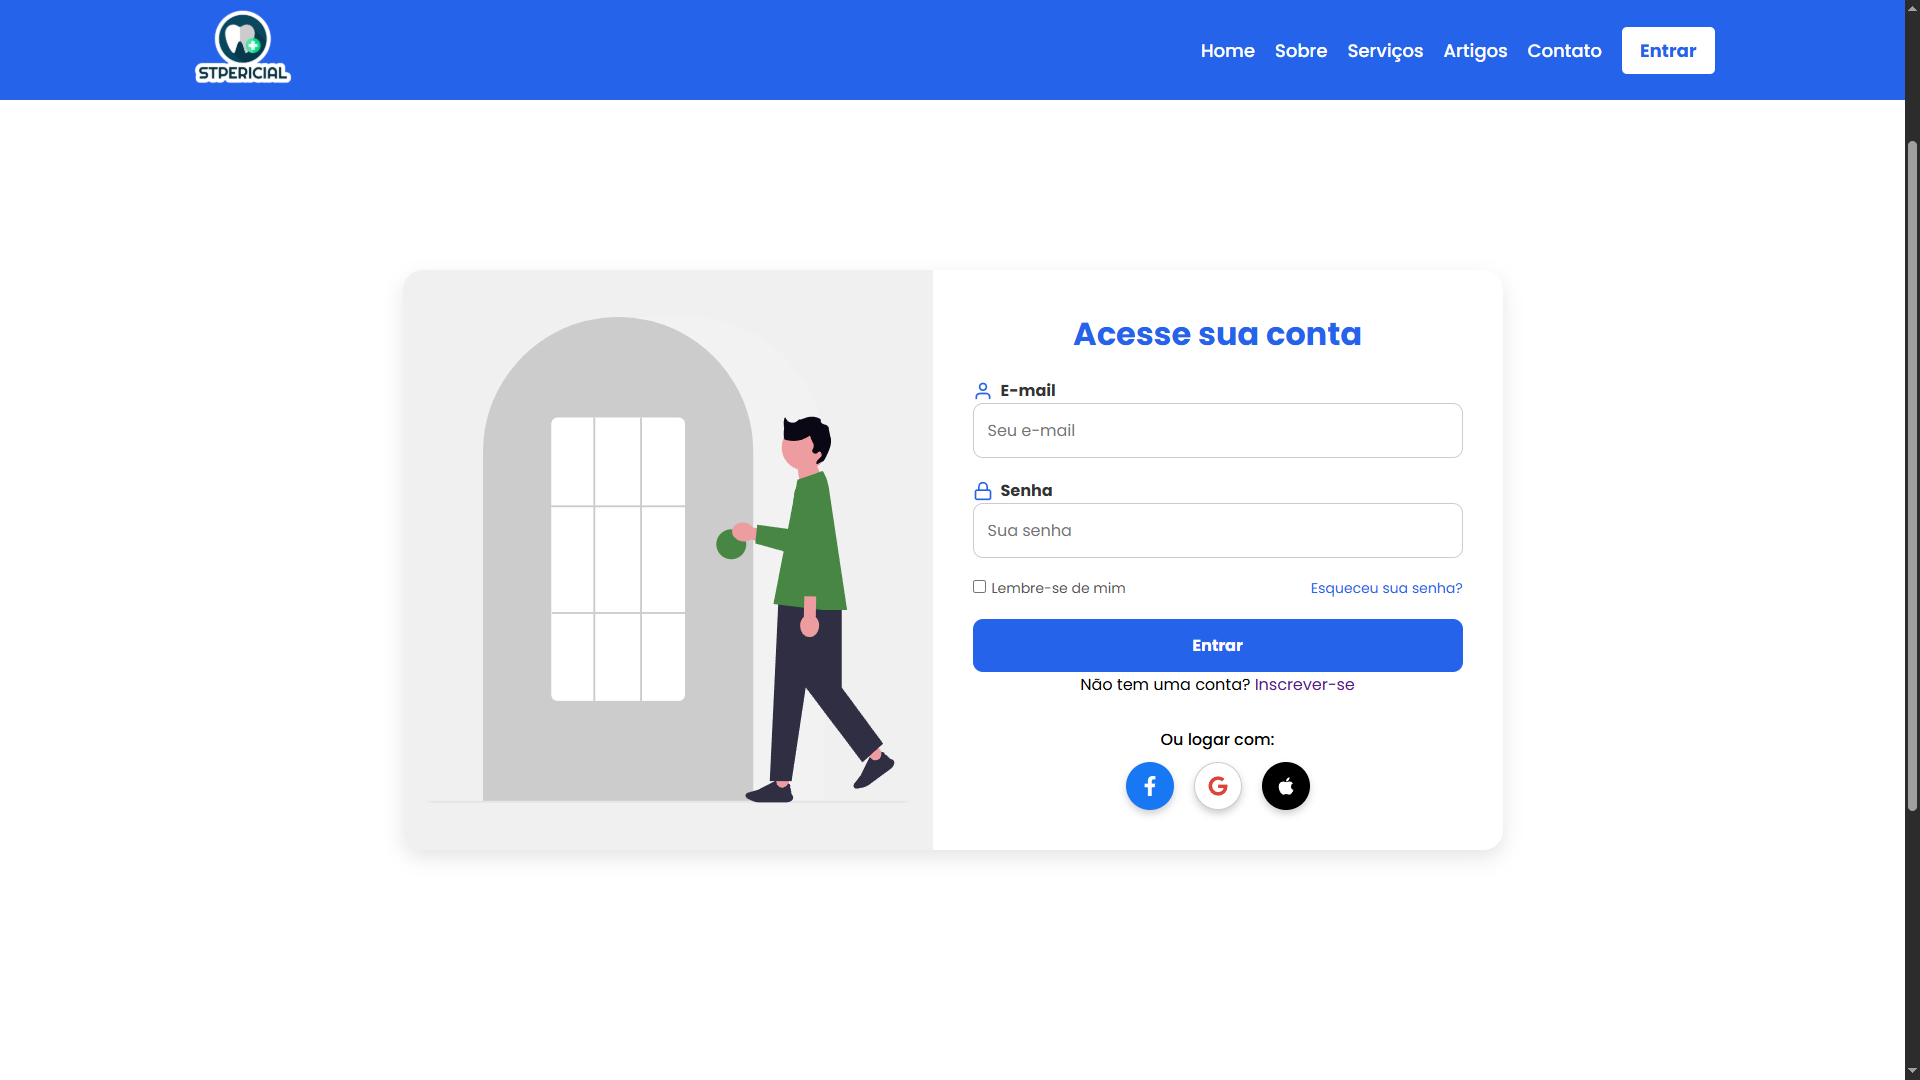 STPERICIAL
Home Sobre Serviços Artigos Contato Entrar
Acesse sua conta
E-mail
Seu e-mail
Senha
Sua senha
Lembre-se de mim Esqueceu sua senha?
Entrar
Não tem uma conta? Inscrever-se
Ou logar com: